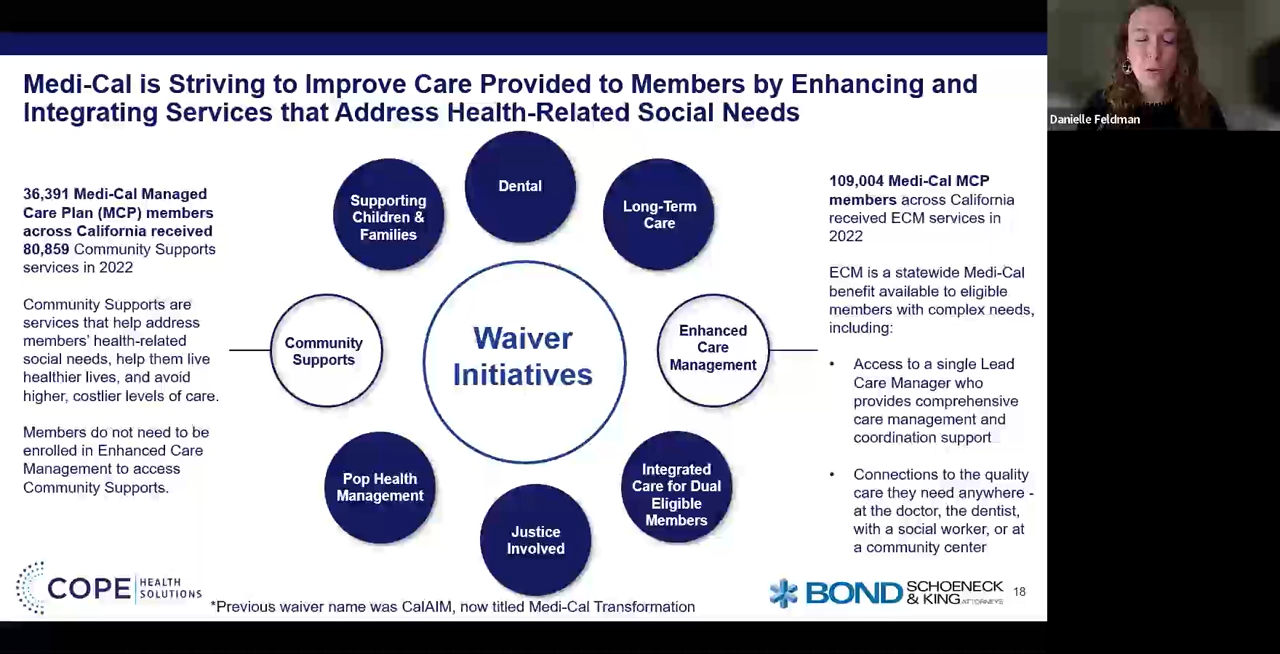 Medi-Cal is Striving to Improve Care Provided to Members by Enhancing and
Integrating Services that Address Health-Related Social Needs
36,391 Medi-Cal Managed
Care Plan (MCP) members
across California received
80,859 Community Supports
services in 2022
Community Supports are
services that help address
members' health-related
social needs, help them live
healthier lives, and avoid
higher, costlier levels of care.
Members do not need to be
enrolled in Enhanced Care
Management to access
Community Supports.
Supporting
Children &
Families
Dental
Long-Term
Care
Community
Supports
Waiver
Initiatives
Enhanced
Care
Management
Pop Health
Management
Justice
Involved
Integrated
Care for Dual
Eligible
Members
109,004 Medi-Cal MCP
members across California
received ECM services in
2022
ECM is a statewide Medi-Cal
benefit available to eligible
members with complex needs,
including:
• Access to a single Lead
Care Manager who
provides comprehensive
care management and
coordination support
• Connections to the quality
care they need anywhere -
at the doctor, the dentist,
with a social worker, or at
a community center
COPE HEALTH
SOLUTIONS
*Previous waiver name was CalAIM, now titled Medi-Cal Transformation
BOND SCHOENECK
& KING ATTORNEYS
18
Danielle Feldman